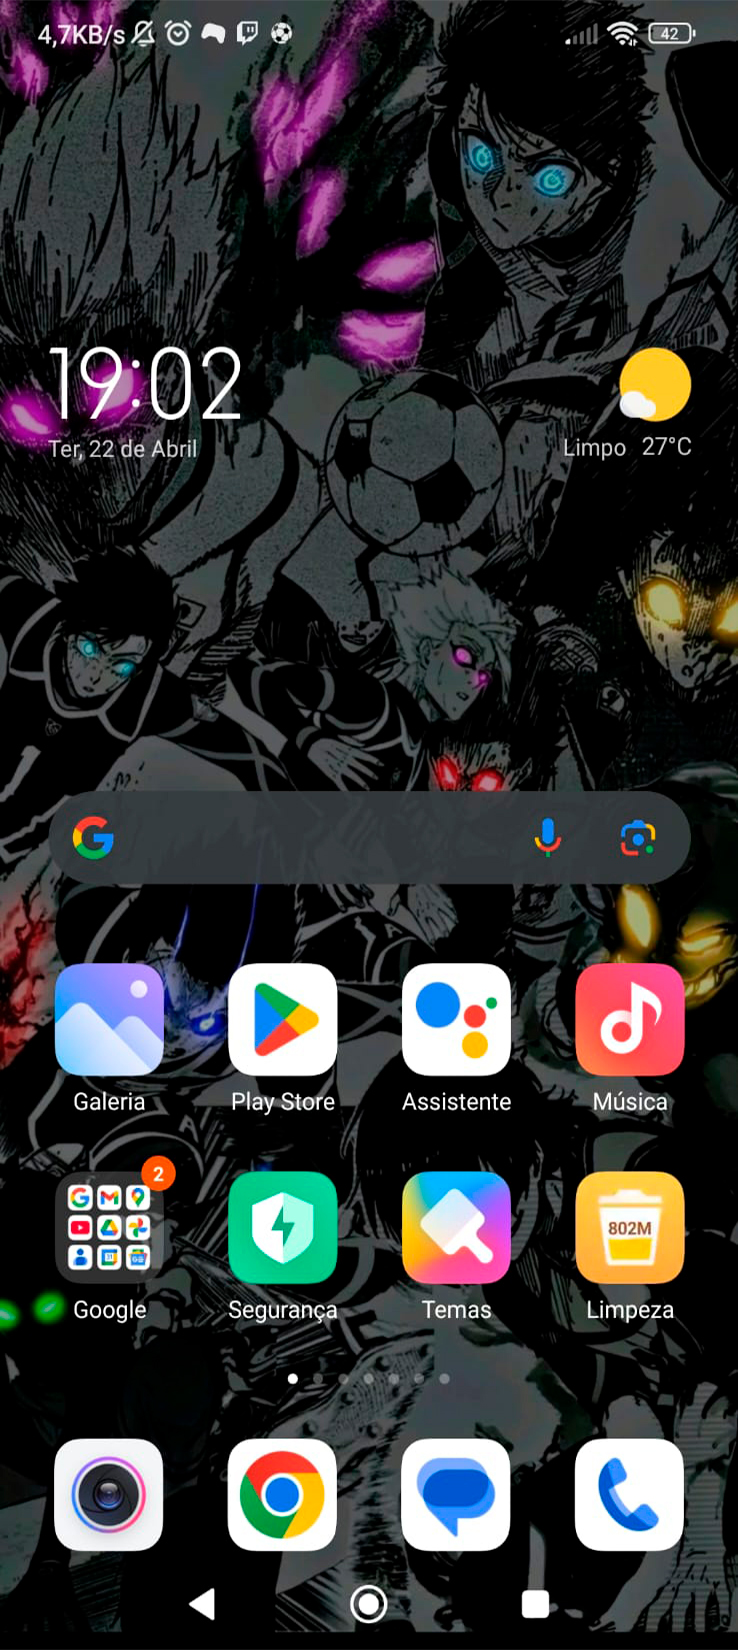 4,7KB/s 42
19:02
Ter, 22 de Abril
Limpo 27°C
Galeria Play Store Assistente Música
2
802M
Google Segurança Temas Limpeza